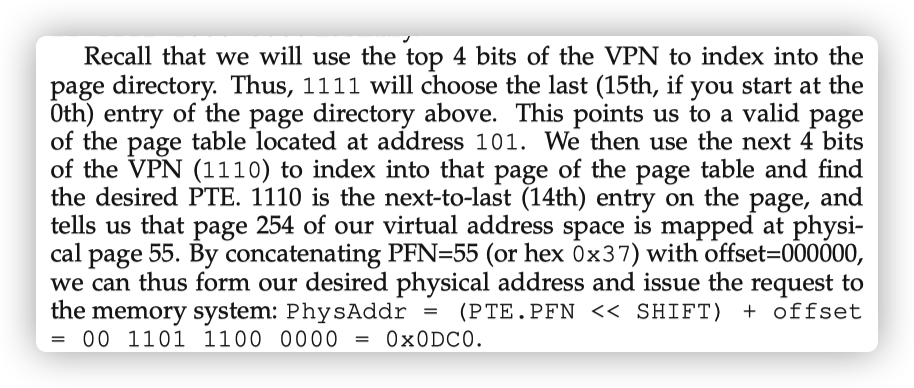 Recall that we will use the top 4 bits of the VPN to index into the
page directory. Thus, 1111 will choose the last (15th, if you start at the
0th) entry of the page directory above. This points us to a valid page
of the page table located at address 101. We then use the next 4 bits
of the VPN (1110) to index into that page of the page table and find
the desired PTE. 1110 is the next-to-last (14th) entry on the page, and
tells us that page 254 of our virtual address space is mapped at physi-
cal page 55. By concatenating PFN=55 (or hex 0x37) with offset=000000,
we can thus form our desired physical address and issue the request to
the memory system: PhysAddr = (PTE.PFN << SHIFT) + offset
= 00 1101 1100 0000 = 0x0DC0.